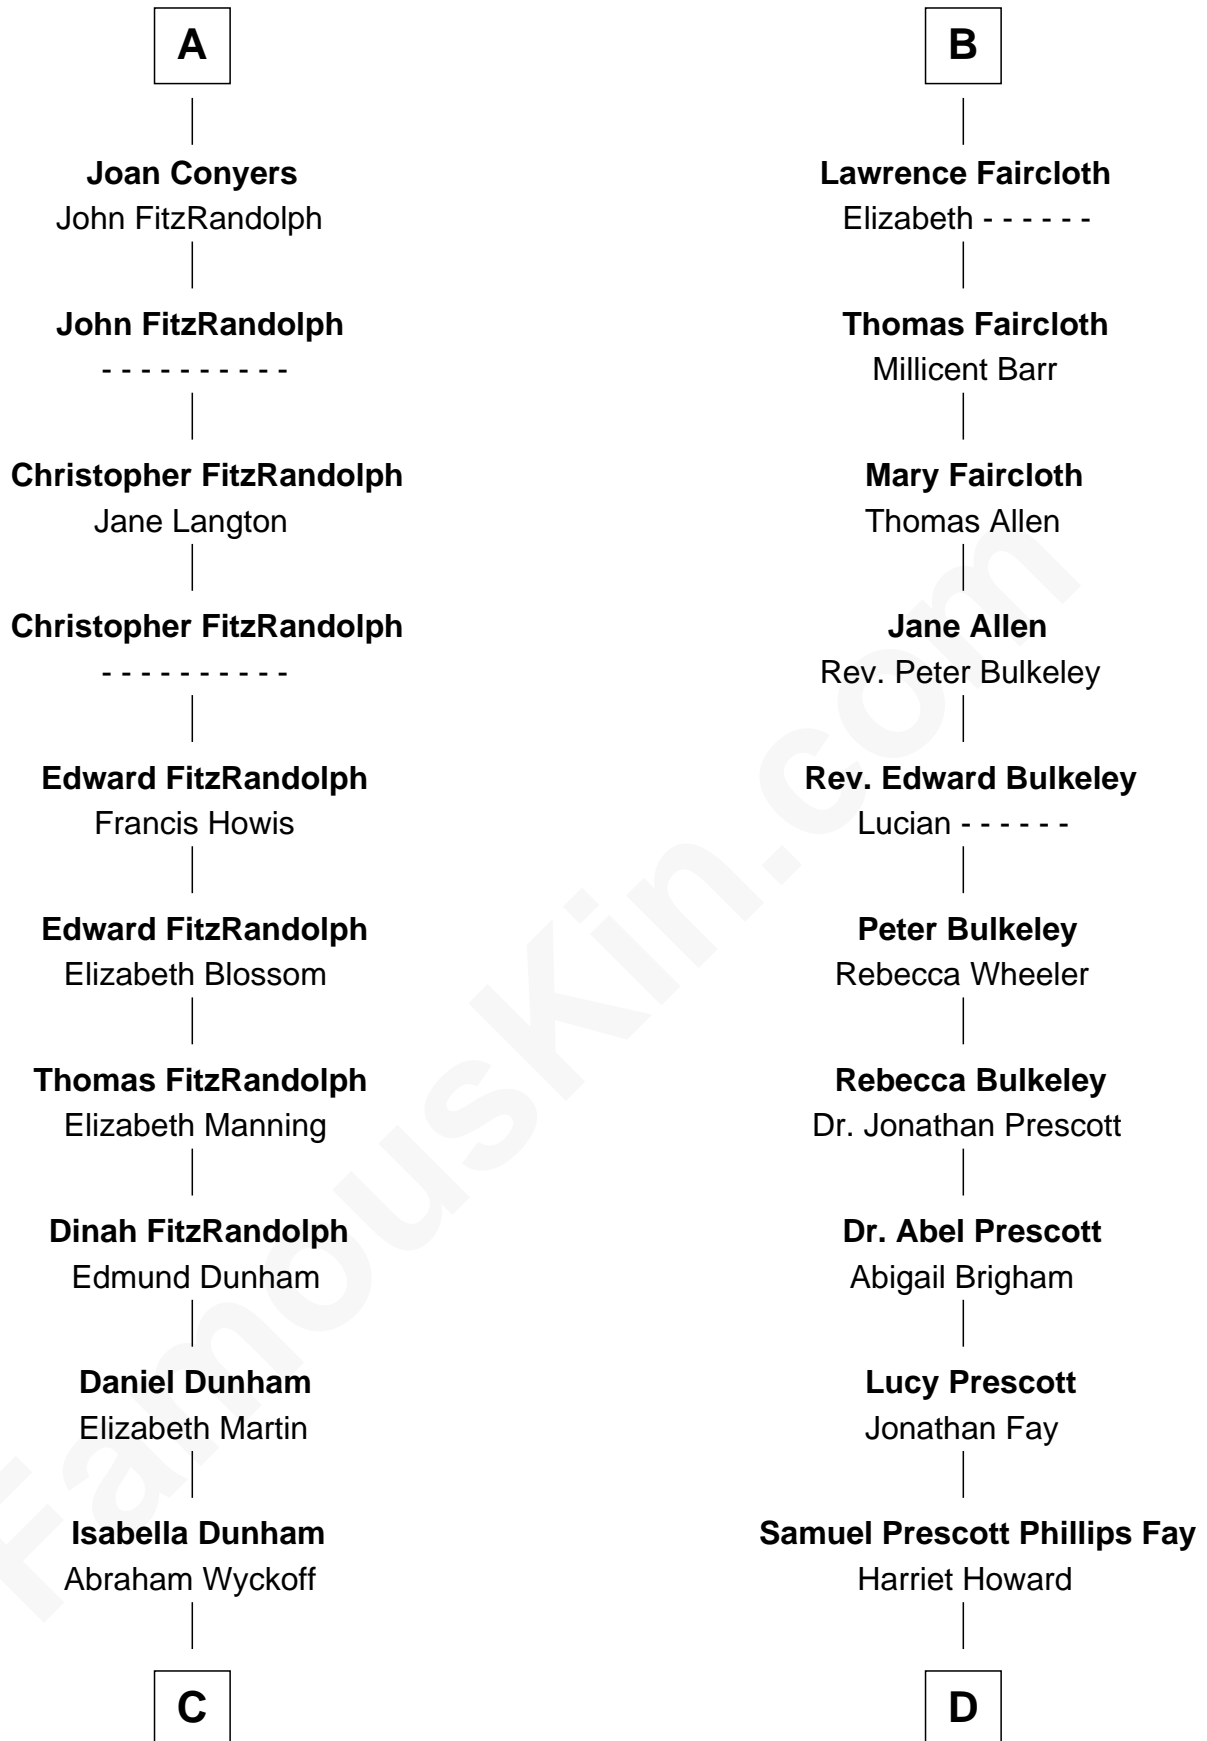 A
Joan Conyers
John FitzRandolph
John FitzRandolph
- - - - - - - - - -
Christopher FitzRandolph
Jane Langton
Christopher FitzRandolph
- - - - - - - - - -
Edward FitzRandolph
Francis Howis
Edward FitzRandolph
Elizabeth Blossom
Thomas FitzRandolph
Elizabeth Manning
Dinah FitzRandolph
Edmund Dunham
Daniel Dunham
Elizabeth Martin
Isabella Dunham
Abraham Wyckoff
C
B
Lawrence Faircloth
Elizabeth - - - - - -
Thomas Faircloth
Millicent Barr
Mary Faircloth
Thomas Allen
Jane Allen
Rev. Peter Bulkeley
Rev. Edward Bulkeley
Lucian - - - - - -
Peter Bulkeley
Rebecca Wheeler
Rebecca Bulkeley
Dr. Jonathan Prescott
Dr. Abel Prescott
Abigail Brigham
Lucy Prescott
Jonathan Fay
Samuel Prescott Phillips Fay
Harriet Howard
D
FamousKin.com